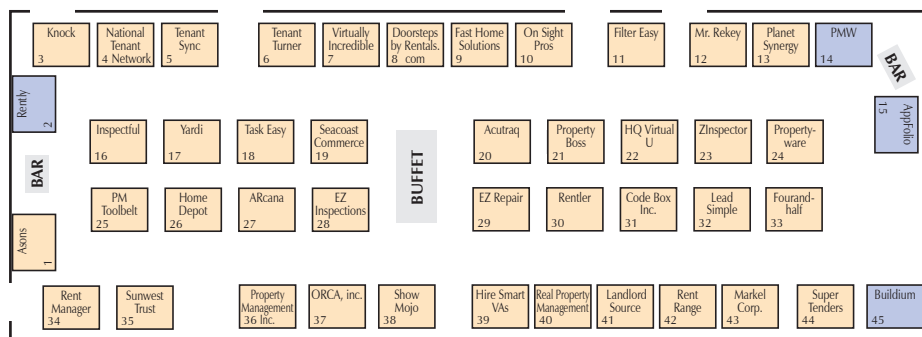 Knock
3
National
Tenant
4 Network
Tenant
Sync
5
Tenant
Turner
6
Virtually
Incredible
7
Doorsteps
by Rentals.
8 com
Fast Home
Solutions
9
On Sight
Pros
10
Filter Easy
11
Mr. Rekey
12
Planet
Synergy
13
PMW
14
BAR
Rently
2
AppFolio
15
Inspectful
16
Yardi
17
Task Easy
18
Seacoast
Commerce
19
BUFFET
Acutraq
20
Property
Boss
21
HQ Virtual
U
22
ZInspector
23
Property-
ware
24
BAR
PM
Toolbelt
25
Home
Depot
26
ARcana
27
EZ
Inspections
28
EZ Repair
29
Rentler
30
Code Box
Inc.
31
Lead
Simple
32
Fourand-
half
33
Asons
1
Rent
Manager
34
Sunwest
Trust
35
Property
Management
36 Inc.
ORCA, inc.
37
Show
Mojo
38
Hire Smart
VAs
39
Real Property
Management
40
Landlord
Source
41
Rent
Range
42
Markel
Corp.
43
Super
Tenders
44
Buildium
45